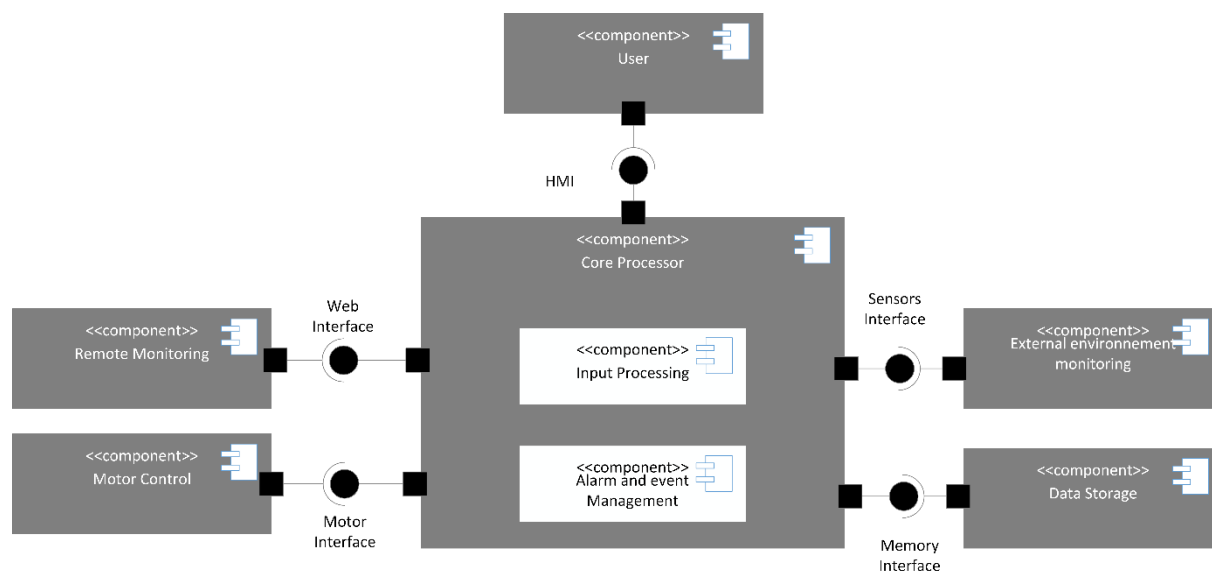 <<component>>
User
HMI
<<component>>
Core Processor
Web
Interface
Sensors
Interface
<<component>>
Remote Monitoring
<<component>>
Input Processing
<<component>>
External environnement
monitoring
<<component>>
Motor Control
<<component>>
Alarm and event
Management
<<component>>
Data Storage
Motor
Interface
Memory
Interface